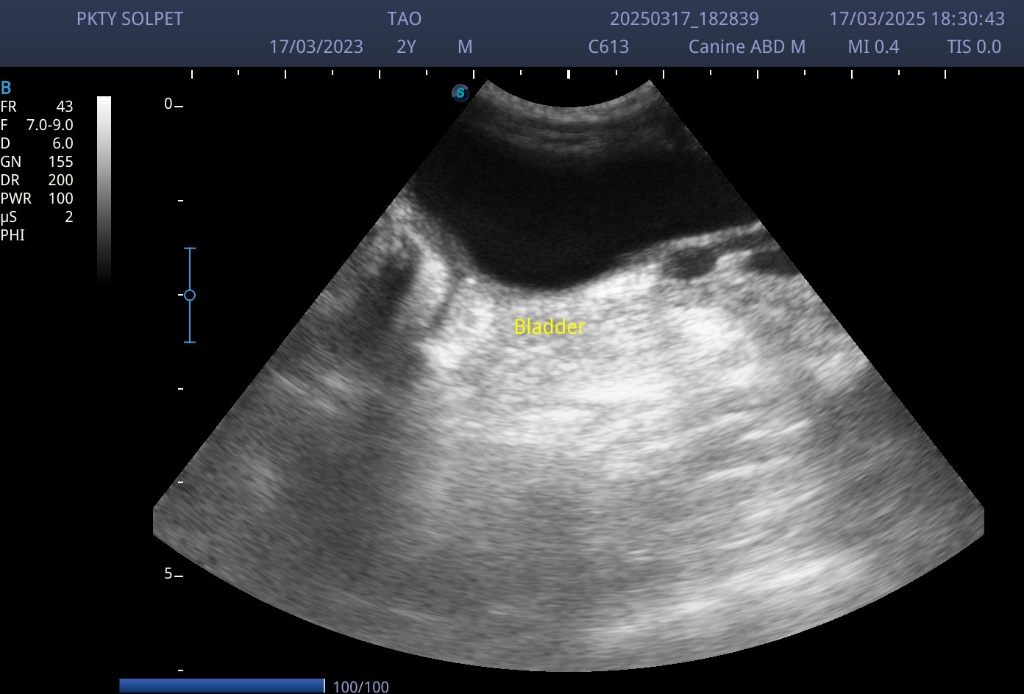 PKTY SOLPET TAO 20250317_182839 17/03/2025 18:30:43
17/03/2023 2Y M C613 Canine ABD M MI 0.4 TIS 0.0
B
FR 43
F 7.0-9.0
D 6.0
GN 155
DR 200
PWR 100
µS 2
PHI
S
0
Bladder
5
100/100